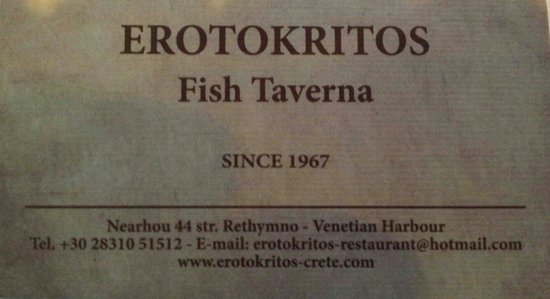 EROTOKRITOS
Fish Taverna
SINCE 1967
Nearhou 44 str. Rethymno - Venetian Harbour
Tel. +30 28310 51512 - E-mail: erotokritos-restaurant@hotmail.com
www.erotokritos-crete.com